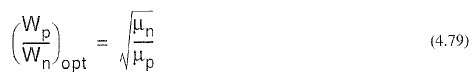 (Wp/Wn)opt = √(μn/μp) (4.79)